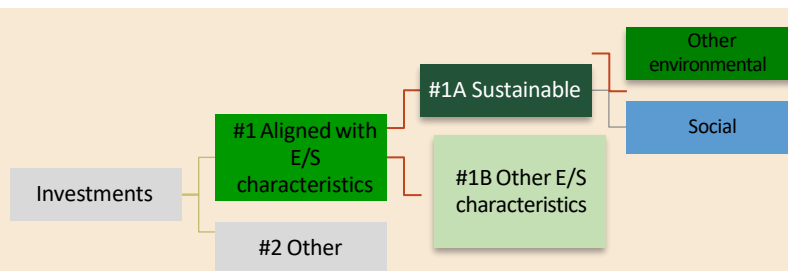 Investments
#1 Aligned with
E/S
characteristics
#2 Other
#1A Sustainable
#1B Other E/S
characteristics
Other
environmental
Social